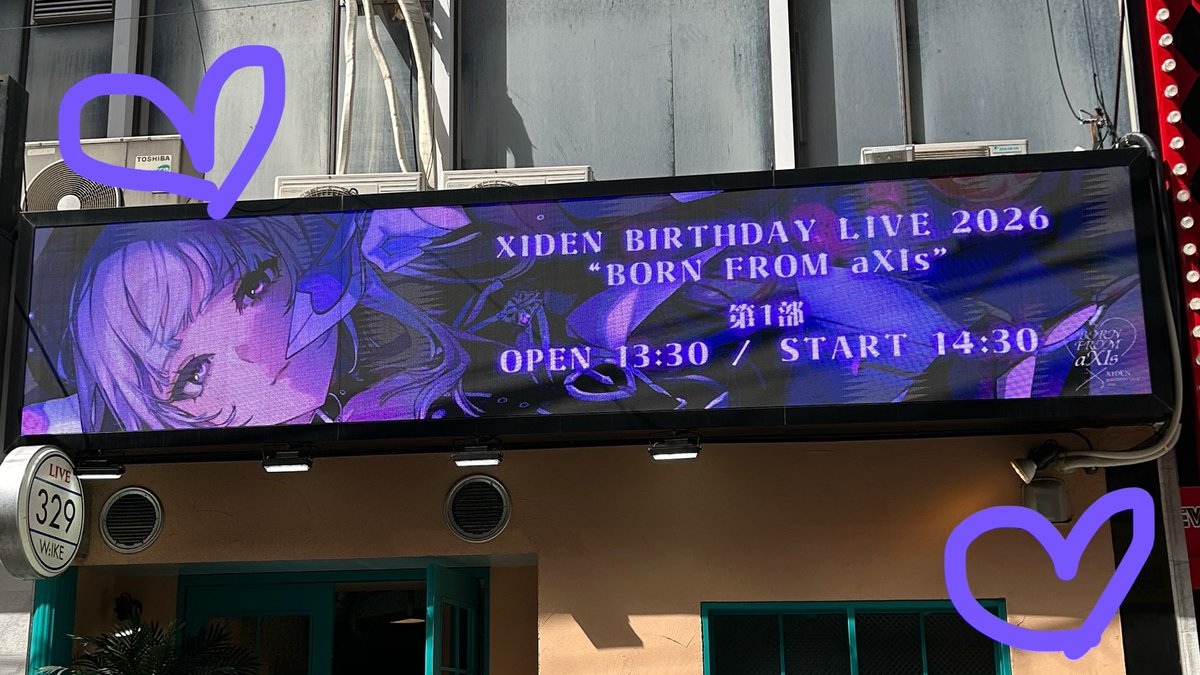 TOSHIBA
XIDEN BIRTHDAY LIVE 2026
“BORN FROM aXIs”
第1部
OPEN 13:30 / START 14:30
BORN
FROM
aXIs
XIDEN
LIVE
329